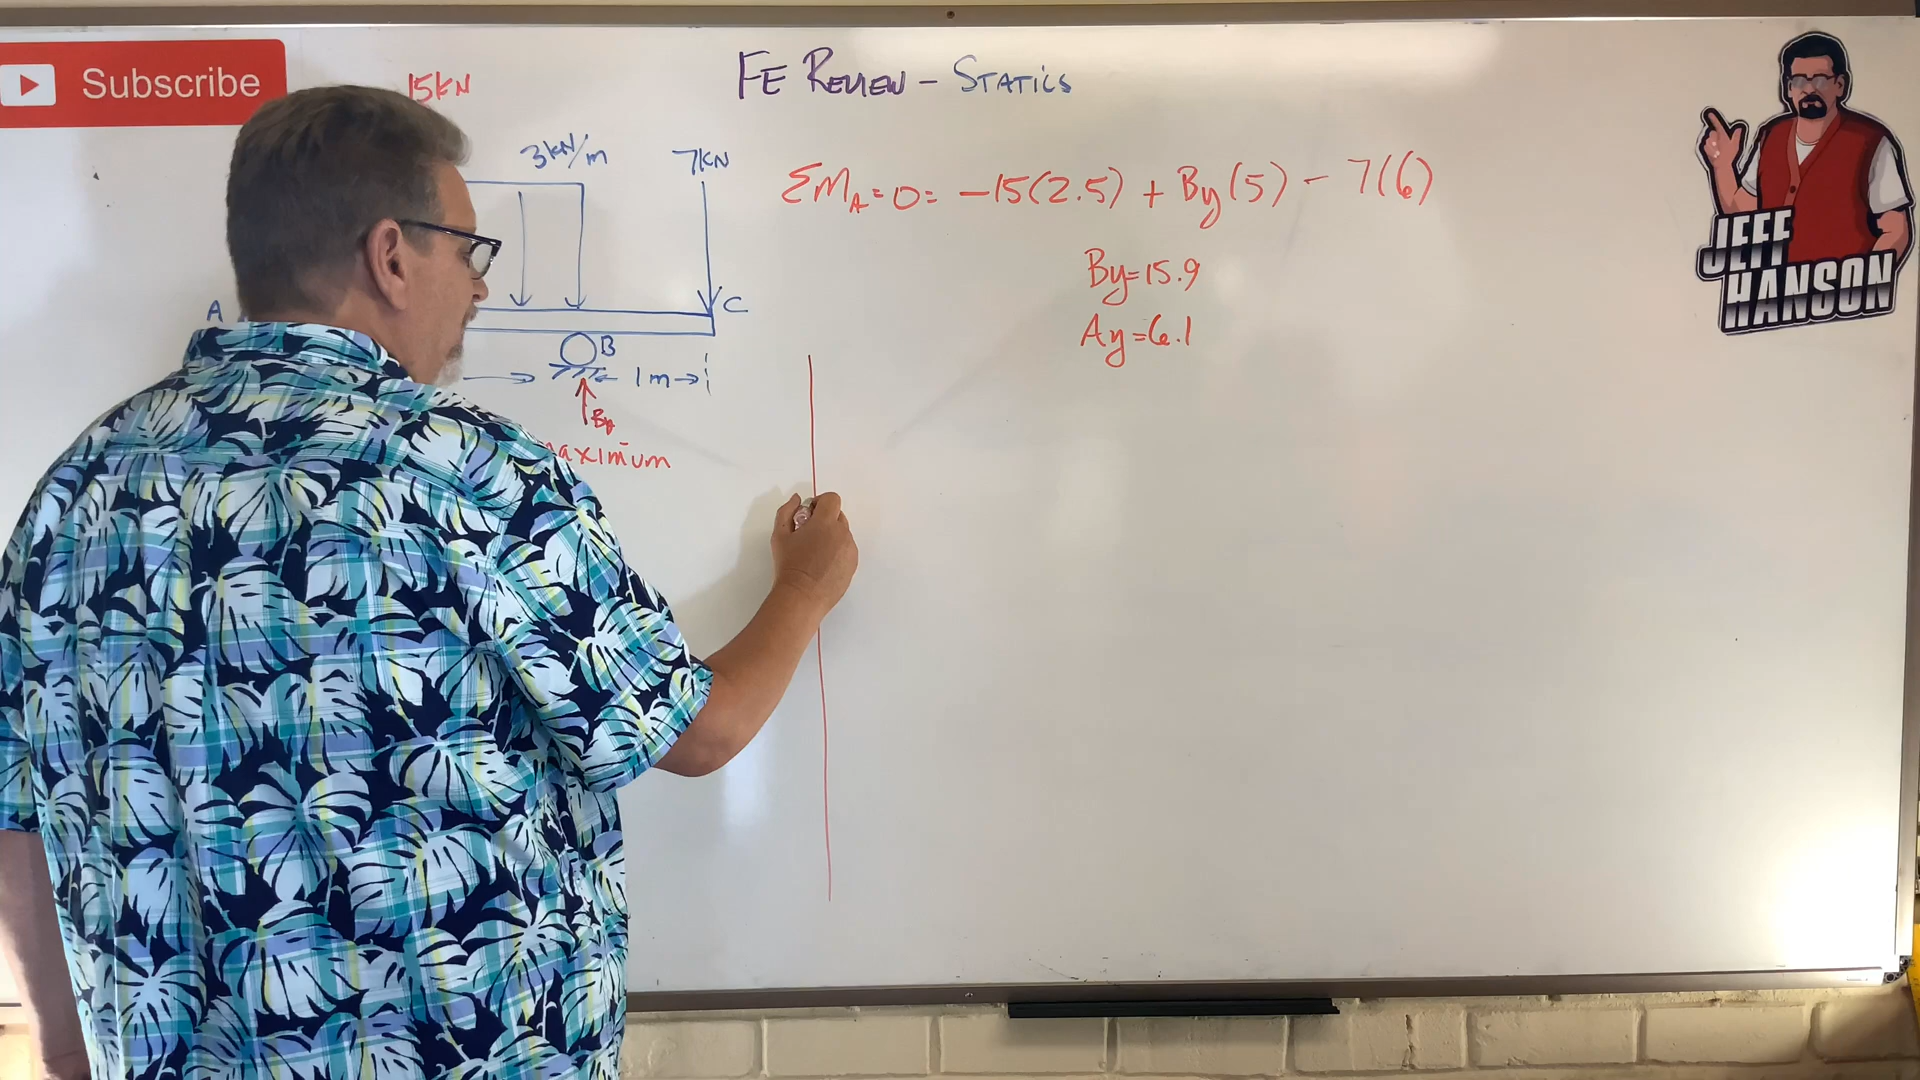 Subscribe
FE REVIEW - STATICS
15KN
3KN/m
7KN
ΣM_A = 0 = -15(2.5) + By(5) - 7(6)
By=15.9
Ay=6.1
A
C
B
1m
By
aximum
JEFF
HANSON